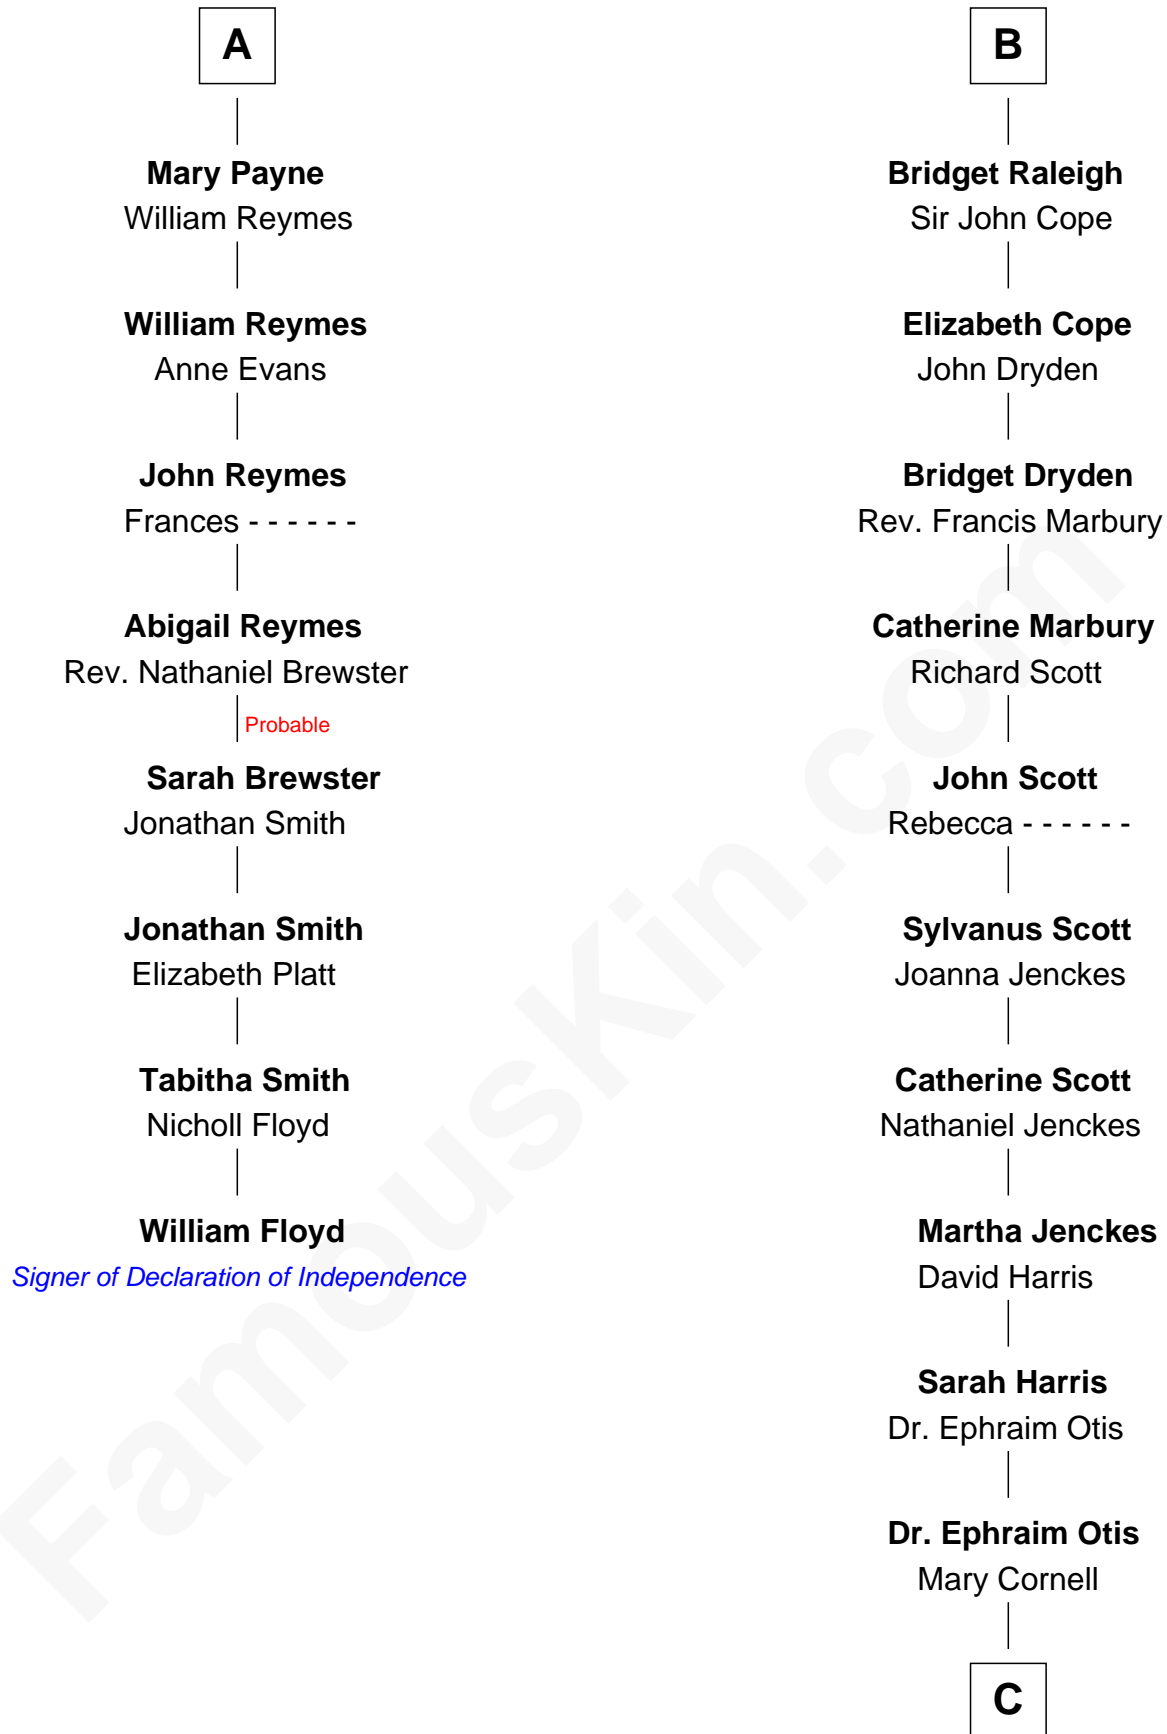 A
Mary Payne
William Reymes
William Reymes
Anne Evans
John Reymes
Frances - - - - - -
Abigail Reymes
Rev. Nathaniel Brewster
Probable
Sarah Brewster
Jonathan Smith
Jonathan Smith
Elizabeth Platt
Tabitha Smith
Nicholl Floyd
William Floyd
Signer of Declaration of Independence
B
Bridget Raleigh
Sir John Cope
Elizabeth Cope
John Dryden
Bridget Dryden
Rev. Francis Marbury
Catherine Marbury
Richard Scott
John Scott
Rebecca - - - - - -
Sylvanus Scott
Joanna Jenckes
Catherine Scott
Nathaniel Jenckes
Martha Jenckes
David Harris
Sarah Harris
Dr. Ephraim Otis
Dr. Ephraim Otis
Mary Cornell
C
FamousKin.com